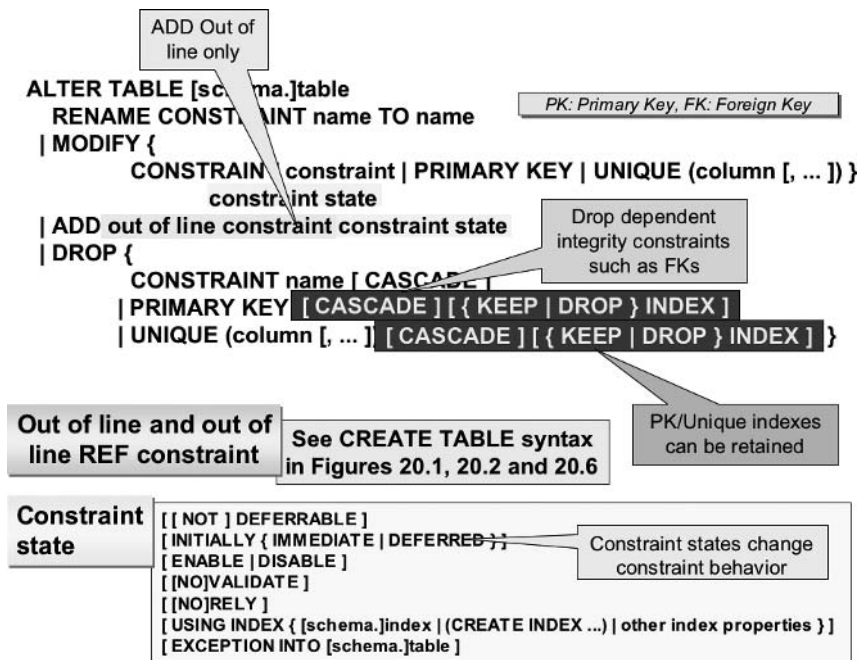 ADD Out of
line only
ALTER TABLE [schema.]table
RENAME CONSTRAINT name TO name
PK: Primary Key, FK: Foreign Key
| MODIFY {
CONSTRAINT constraint | PRIMARY KEY | UNIQUE (column [, ... ]) }
constraint state
| ADD out of line constraint constraint state
| DROP {
Drop dependent
integrity constraints
such as FKs
CONSTRAINT name [ CASCADE ]
| PRIMARY KEY [ CASCADE ] [ { KEEP | DROP } INDEX ]
| UNIQUE (column [, ... ]) [ CASCADE ] [ { KEEP | DROP } INDEX ] }
PK/Unique indexes
can be retained
Out of line and out of
line REF constraint
See CREATE TABLE syntax
in Figures 20.1, 20.2 and 20.6
Constraint
state
[ [ NOT ] DEFERRABLE ]
[ INITIALLY { IMMEDIATE | DEFERRED } ]
[ ENABLE | DISABLE ]
[ [NO]VALIDATE ]
[ [NO]RELY ]
[ USING INDEX { [schema.]index | (CREATE INDEX ...) | other index properties } ]
[ EXCEPTION INTO [schema.]table ]
Constraint states change
constraint behavior